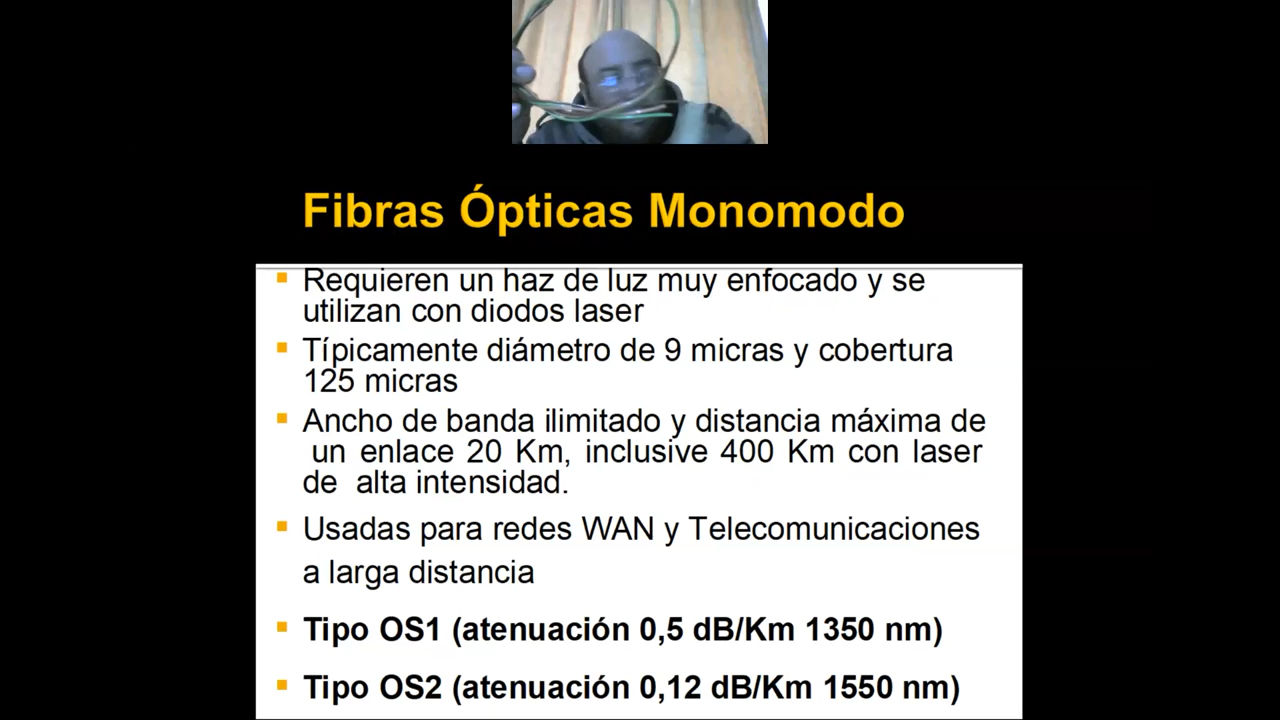 Fibras Ópticas Monomodo
Requieren un haz de luz muy enfocado y se
utilizan con diodos laser
Típicamente diámetro de 9 micras y cobertura
125 micras
Ancho de banda ilimitado y distancia máxima de
un enlace 20 Km, inclusive 400 Km con laser
de alta intensidad.
Usadas para redes WAN y Telecomunicaciones
a larga distancia
Tipo OS1 (atenuación 0,5 dB/Km 1350 nm)
Tipo OS2 (atenuación 0,12 dB/Km 1550 nm)